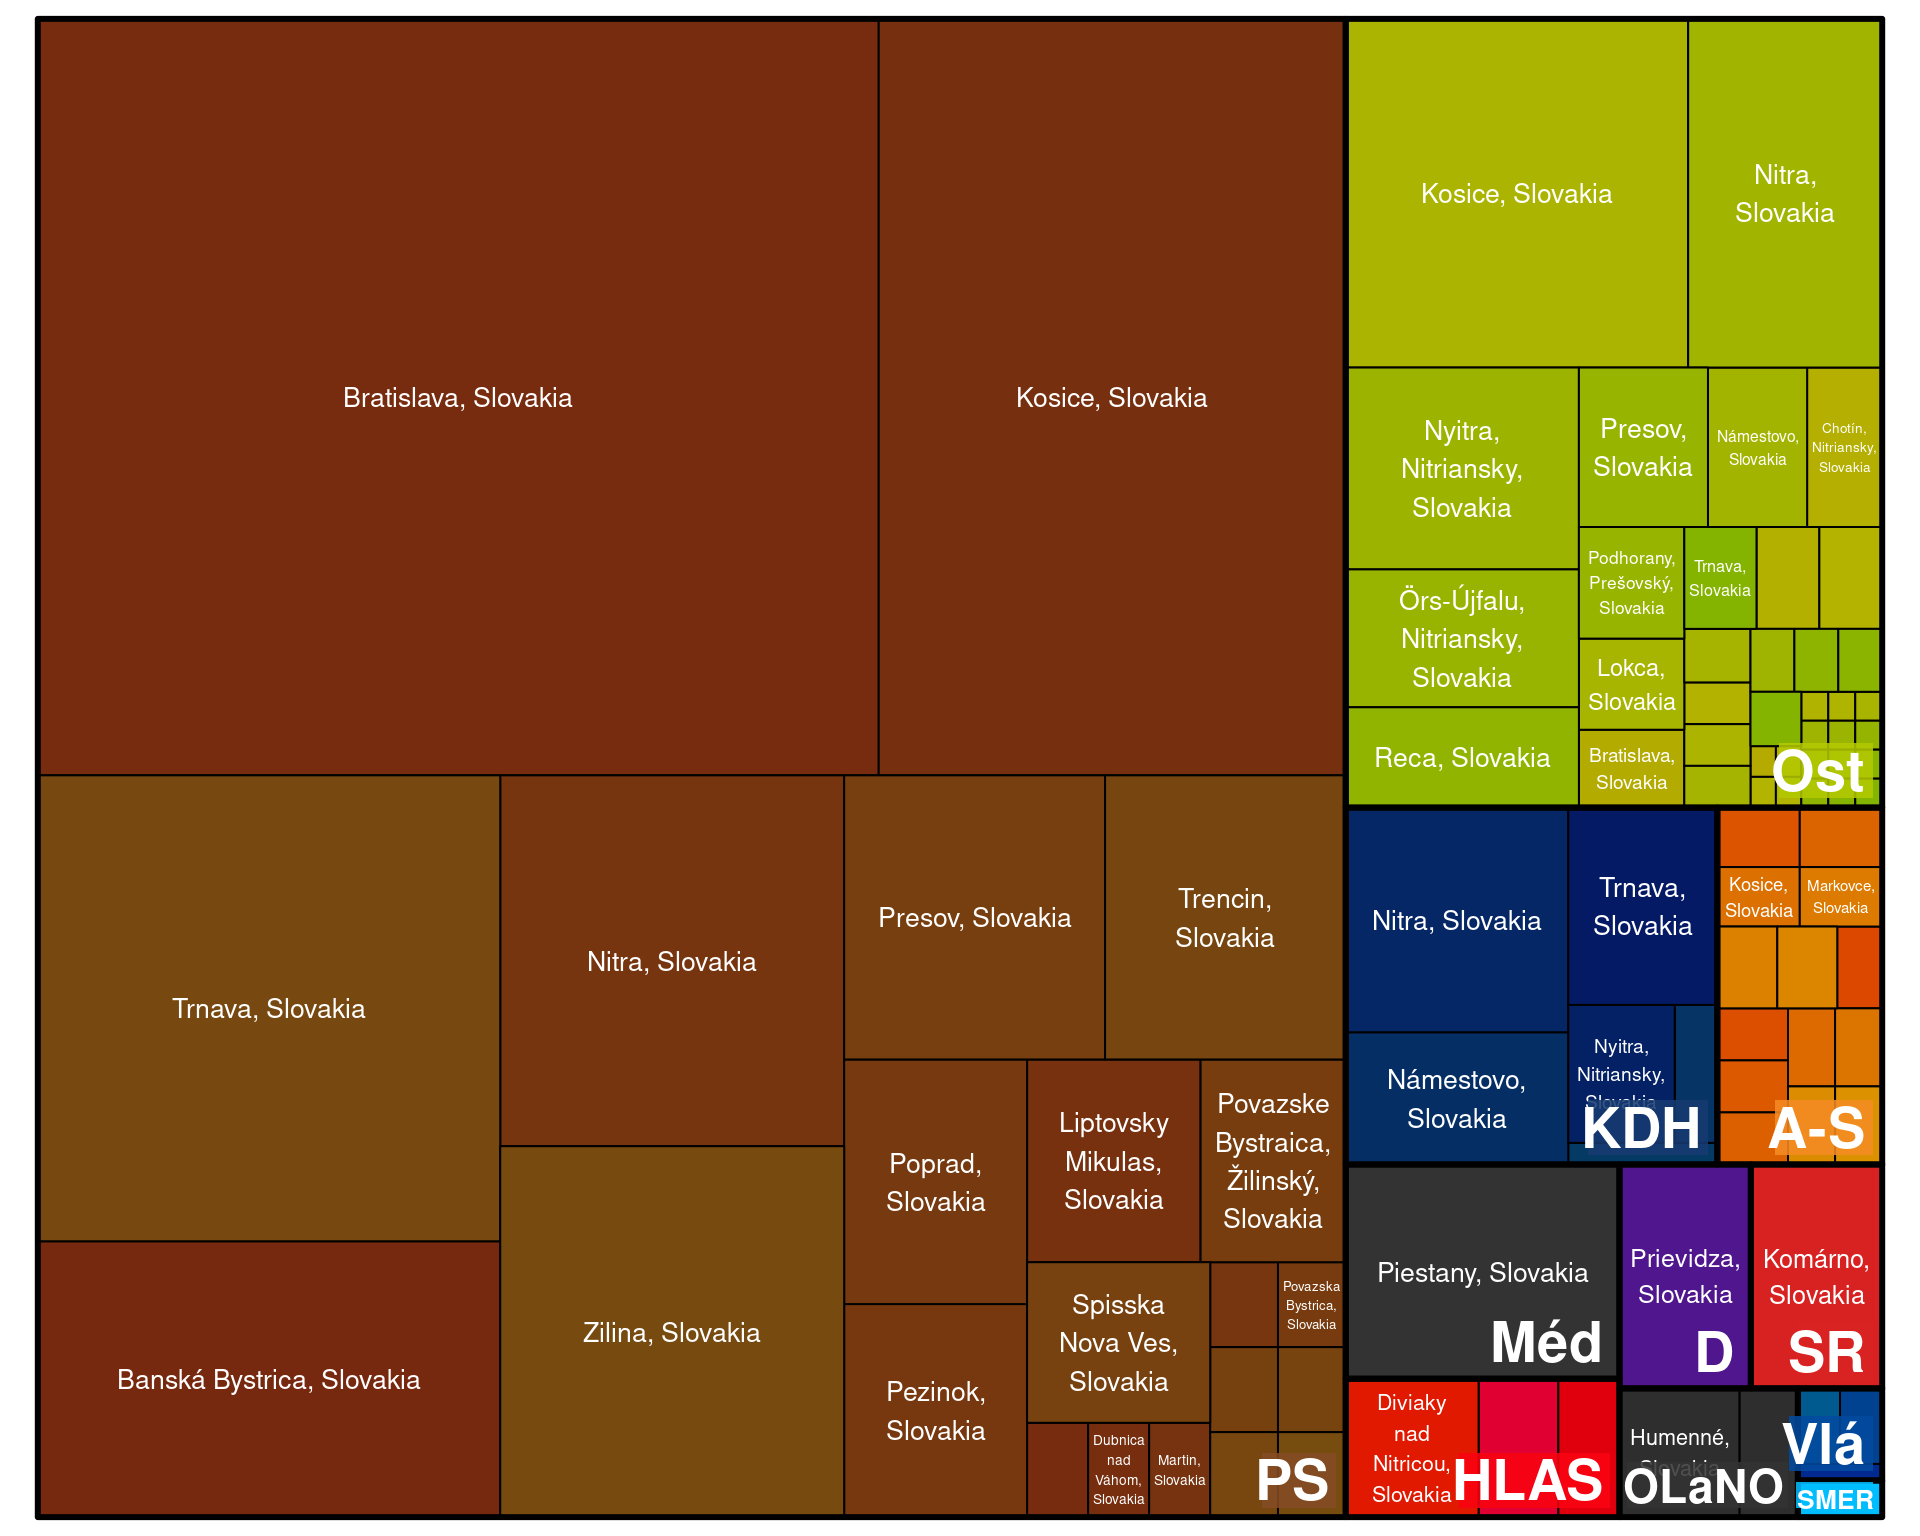 Bratislava, Slovakia
Kosice, Slovakia
Trnava, Slovakia
Banská Bystrica, Slovakia
Nitra, Slovakia
Zilina, Slovakia
Presov, Slovakia
Trencin,
Slovakia
Poprad,
Slovakia
Pezinok,
Slovakia
Liptovsky
Mikulas,
Slovakia
Povazske
Bystraica,
Žilinský,
Slovakia
Spisska
Nova Ves,
Slovakia
Povazska
Bystrica,
Slovakia
Dubnica
nad
Váhom,
Slovakia
Martin,
Slovakia
PS
Kosice, Slovakia
Nitra,
Slovakia
Nyitra,
Nitriansky,
Slovakia
Örs-Újfalu,
Nitriansky,
Slovakia
Reca, Slovakia
Presov,
Slovakia
Námestovo,
Slovakia
Chotín,
Nitriansky,
Slovakia
Podhorany,
Prešovský,
Slovakia
Trnava,
Slovakia
Lokca,
Slovakia
Bratislava,
Slovakia
Ost
Nitra, Slovakia
Námestovo,
Slovakia
Trnava,
Slovakia
Nyitra,
Nitriansky,
Slovakia
KDH
Kosice,
Slovakia
Markovce,
Slovakia
A-S
Piestany, Slovakia
Méd
Prievidza,
Slovakia
D
Komárno,
Slovakia
SR
Diviaky
nad
Nitricou,
Slovakia
HLAS
Humenné,
Slovakia
OLaNO
Vlá
SMER